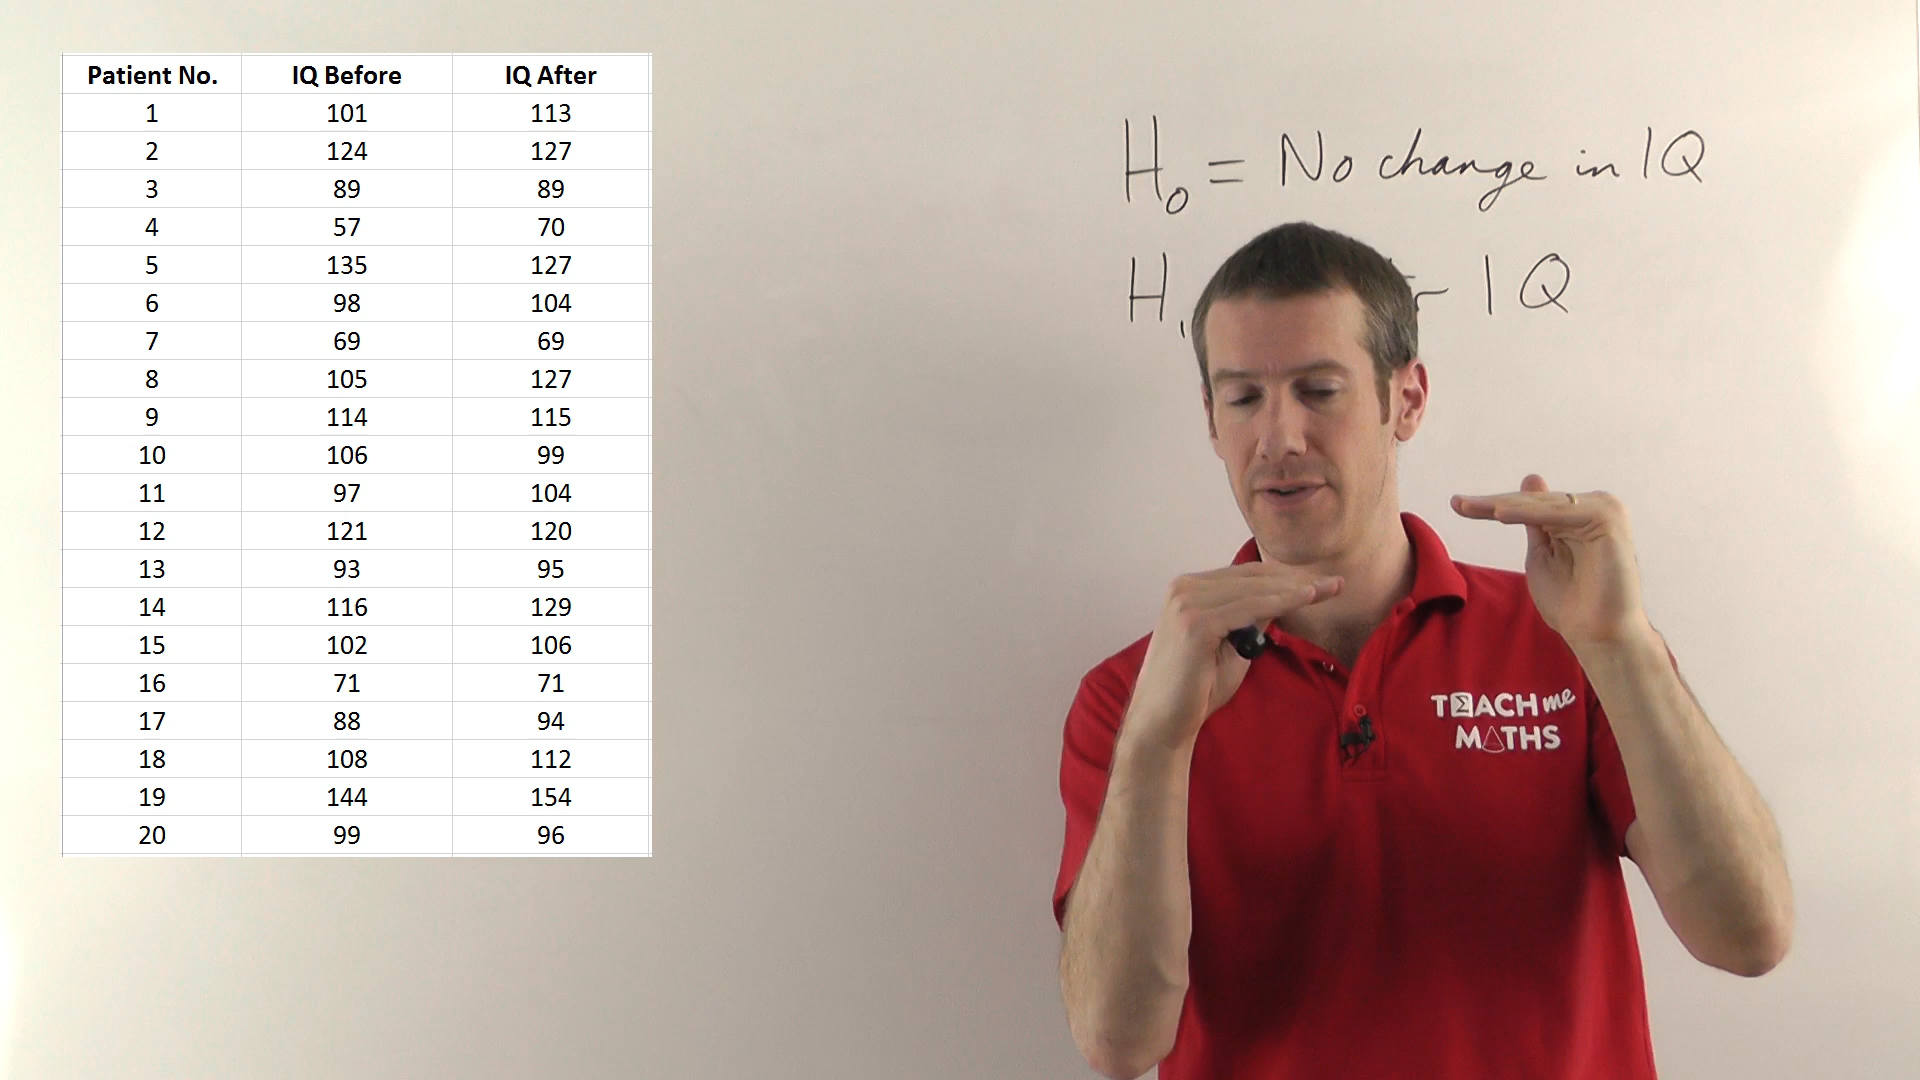 Patient No. IQ Before IQ After
1 101 113
2 124 127
3 89 89
4 57 70
5 135 127
6 98 104
7 69 69
8 105 127
9 114 115
10 106 99
11 97 104
12 121 120
13 93 95
14 116 129
15 102 106
16 71 71
17 88 94
18 108 112
19 144 154
20 99 96
H₀ = No change in IQ
H₁ IQ
TEACH me
MATHS